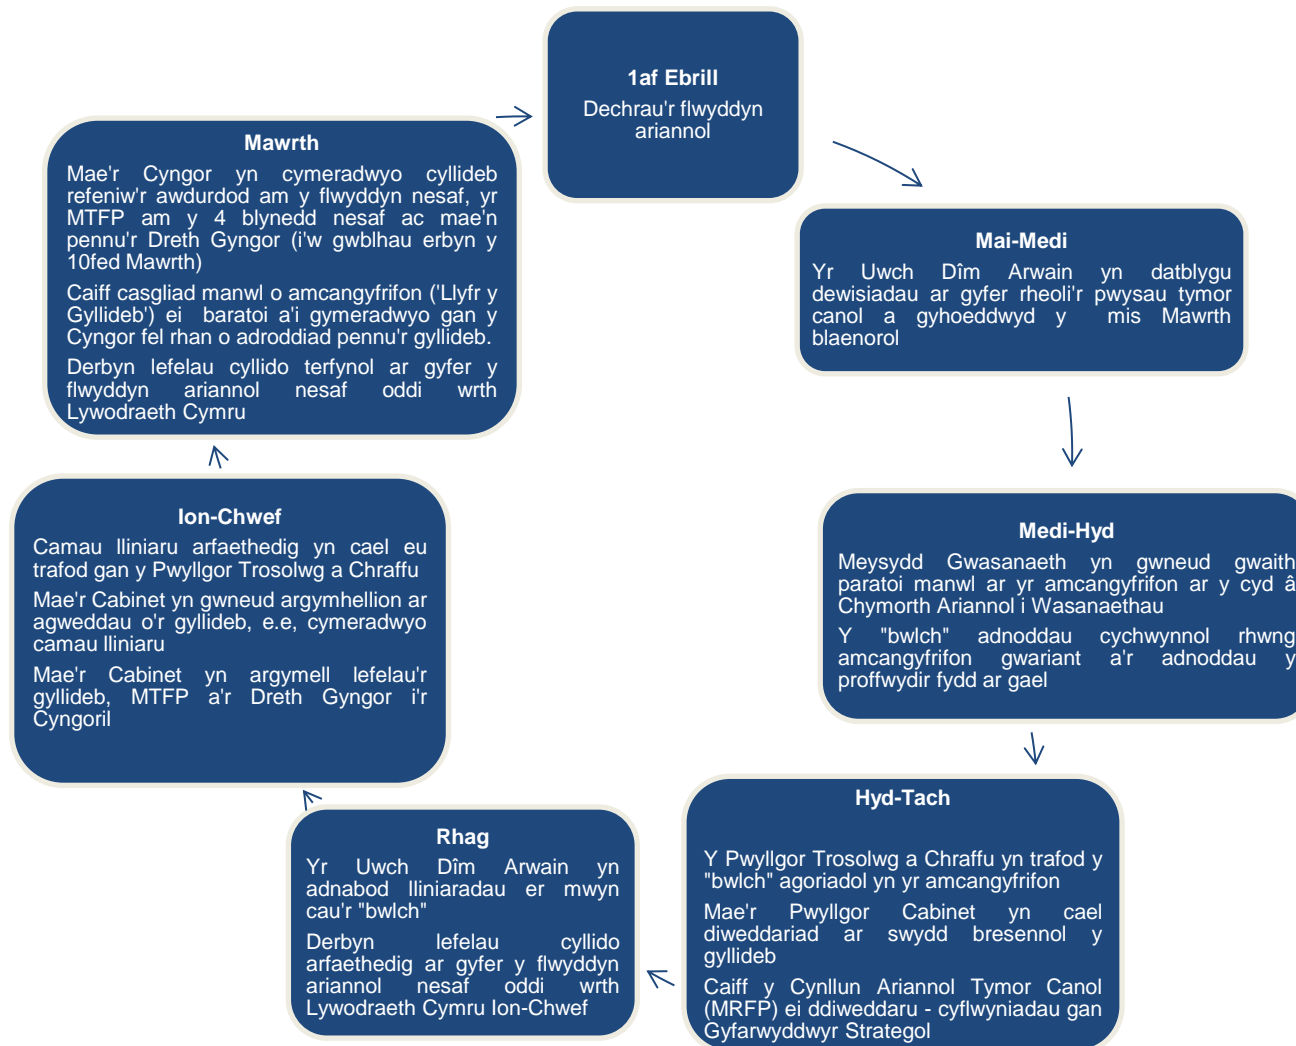 1af Ebrill
Dechrau'r flwyddyn
ariannol
Mai-Medi
Yr Uwch Dîm Arwain yn datblygu
dewisiadau ar gyfer rheoli'r pwysau tymor
canol a gyhoeddwyd y mis Mawrth
blaenorol
Medi-Hyd
Meysydd Gwasanaeth yn gwneud gwaith
paratoi manwl ar yr amcangyfrifon ar y cyd â
Chymorth Ariannol i Wasanaethau
Y "bwlch" adnoddau cychwynnol rhwng
amcangyfrifon gwariant a'r adnoddau y
proffwydir fydd ar gael
Hyd-Tach
Y Pwyllgor Trosolwg a Chraffu yn trafod y
"bwlch" agoriadol yn yr amcangyfrifon
Mae'r Pwyllgor Cabinet yn cael
diweddariad ar swydd bresennol y
gyllideb
Caiff y Cynllun Ariannol Tymor Canol
(MRFP) ei ddiweddaru - cyflwyniadau gan
Gyfarwyddwyr Strategol
Rhag
Yr Uwch Dîm Arwain yn
adnabod lliniaradau er mwyn
cau'r "bwlch"
Derbyn lefelau cyllido
arfaethedig ar gyfer y flwyddyn
ariannol nesaf oddi wrth
Lywodraeth Cymru Ion-Chwef
Ion-Chwef
Camau lliniaru arfaethedig yn cael eu
trafod gan y Pwyllgor Trosolwg a Chraffu
Mae'r Cabinet yn gwneud argymhellion ar
agweddau o'r gyllideb, e.e, cymeradwyo
camau lliniaru
Mae'r Cabinet yn argymell lefelau'r
gyllideb, MTFP a'r Dreth Gyngor i'r
Cyngoril
Mawrth
Mae'r Cyngor yn cymeradwyo cyllideb
refeniw'r awdurdod am y flwyddyn nesaf, yr
MTFP am y 4 blynedd nesaf ac mae'n
pennu'r Dreth Gyngor (i'w gwblhau erbyn y
10fed Mawrth)
Caiff casgliad manwl o amcangyfrifon ('Llyfr y
Gyllideb') ei baratoi a'i gymeradwyo gan y
Cyngor fel rhan o adroddiad pennu'r gyllideb.
Derbyn lefelau cyllido terfynol ar gyfer y
flwyddyn ariannol nesaf oddi wrth
Lywodraeth Cymru